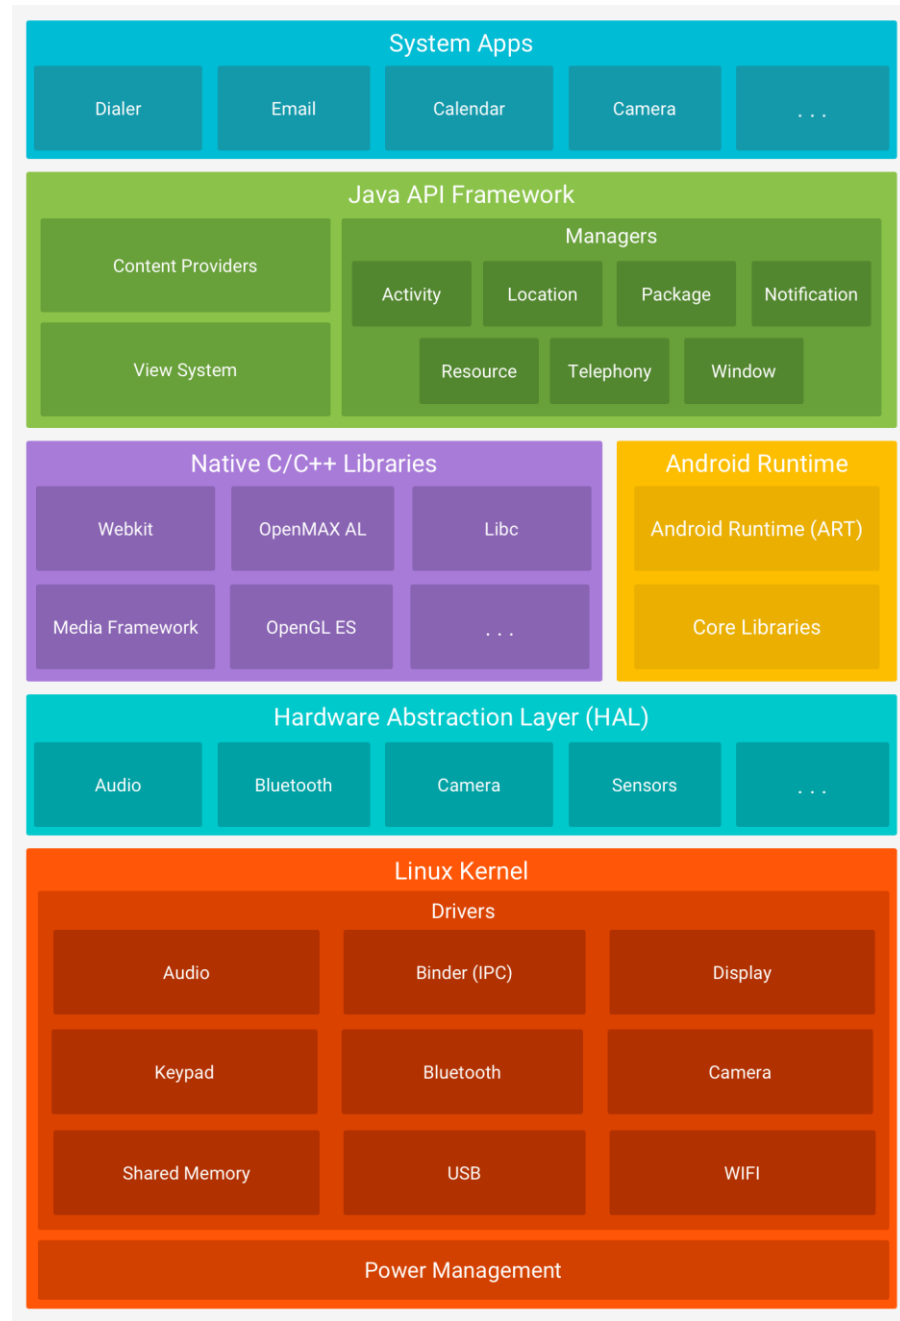 System Apps
Dialer
Email
Calendar
Camera
. . .
Java API Framework
Content Providers
View System
Managers
Activity
Location
Package
Notification
Resource
Telephony
Window
Native C/C++ Libraries
Webkit
OpenMAX AL
Libc
Media Framework
OpenGL ES
. . .
Android Runtime
Android Runtime (ART)
Core Libraries
Hardware Abstraction Layer (HAL)
Audio
Bluetooth
Camera
Sensors
. . .
Linux Kernel
Drivers
Audio
Binder (IPC)
Display
Keypad
Bluetooth
Camera
Shared Memory
USB
WIFI
Power Management